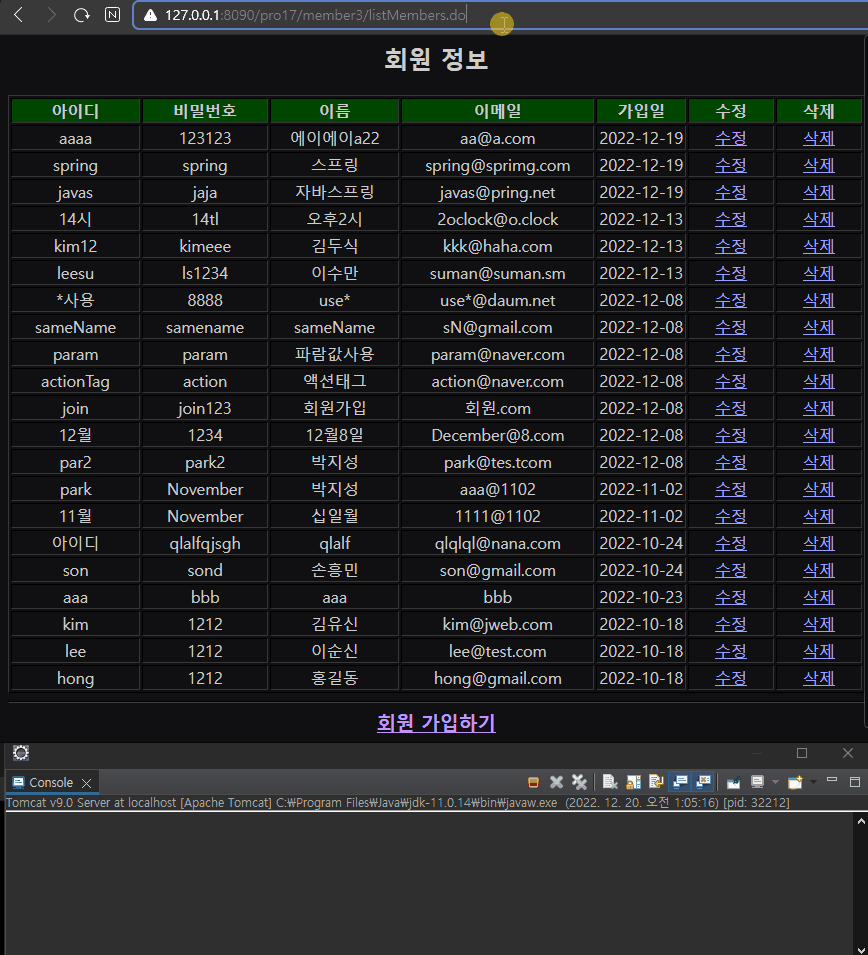 127.0.0.1:8090/pro17/member3/listMembers.do
회원 정보
아이디 비밀번호 이름 이메일 가입일 수정 삭제
aaaa 123123 에이에이a22 aa@a.com 2022-12-19 수정 삭제
spring spring 스프링 spring@sprimg.com 2022-12-19 수정 삭제
javas jaja 자바스프링 javas@pring.net 2022-12-19 수정 삭제
14시 14tl 오후2시 2oclock@o.clock 2022-12-13 수정 삭제
kim12 kimeee 김두식 kkk@haha.com 2022-12-13 수정 삭제
leesu ls1234 이수만 suman@suman.sm 2022-12-13 수정 삭제
*사용 8888 use* use*@daum.net 2022-12-08 수정 삭제
sameName samename sameName sN@gmail.com 2022-12-08 수정 삭제
param param 파람값사용 param@naver.com 2022-12-08 수정 삭제
actionTag action 액션태그 action@naver.com 2022-12-08 수정 삭제
join join123 회원가입 회원.com 2022-12-08 수정 삭제
12월 1234 12월8일 December@8.com 2022-12-08 수정 삭제
par2 park2 박지성 park@tes.tcom 2022-12-08 수정 삭제
park November 박지성 aaa@1102 2022-11-02 수정 삭제
11월 November 십일월 1111@1102 2022-11-02 수정 삭제
아이디 qlalfqjsgh qlalf qlqlql@nana.com 2022-10-24 수정 삭제
son sond 손흥민 son@gmail.com 2022-10-24 수정 삭제
aaa bbb aaa bbb 2022-10-23 수정 삭제
kim 1212 김유신 kim@jweb.com 2022-10-18 수정 삭제
lee 1212 이순신 lee@test.com 2022-10-18 수정 삭제
hong 1212 홍길동 hong@gmail.com 2022-10-18 수정 삭제
회원 가입하기
Console
Tomcat v9.0 Server at localhost [Apache Tomcat] C:₩Program Files₩Java₩jdk-11.0.14₩bin₩javaw.exe (2022. 12. 20. 오전 1:05:16) [pid: 32212]